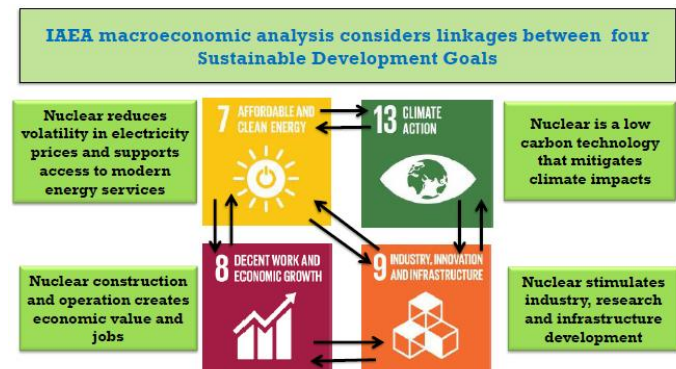 IAEA macroeconomic analysis considers linkages between four
Sustainable Development Goals
Nuclear reduces
volatility in electricity
prices and supports
access to modern
energy services
7 AFFORDABLE AND
CLEAN ENERGY
13 CLIMATE
ACTION
Nuclear is a low
carbon technology
that mitigates
climate impacts
Nuclear construction
and operation creates
economic value and
jobs
8 DECENT WORK AND
ECONOMIC GROWTH
9 INDUSTRY, INNOVATION
AND INFRASTRUCTURE
Nuclear stimulates
industry, research
and infrastructure
development